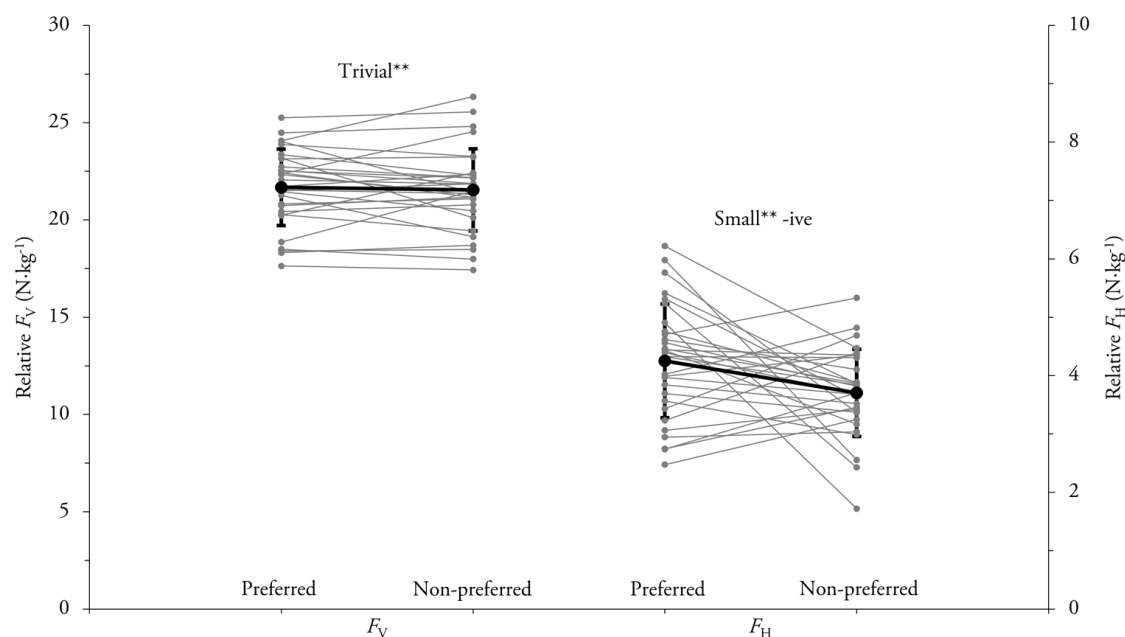 30
25
20
15
10
5
0
Relative FV (N·kg-1)
Trivial**
Small** -ive
10
8
6
4
2
0
Relative FH (N·kg-1)
Preferred Non-preferred Preferred Non-preferred
FV FH